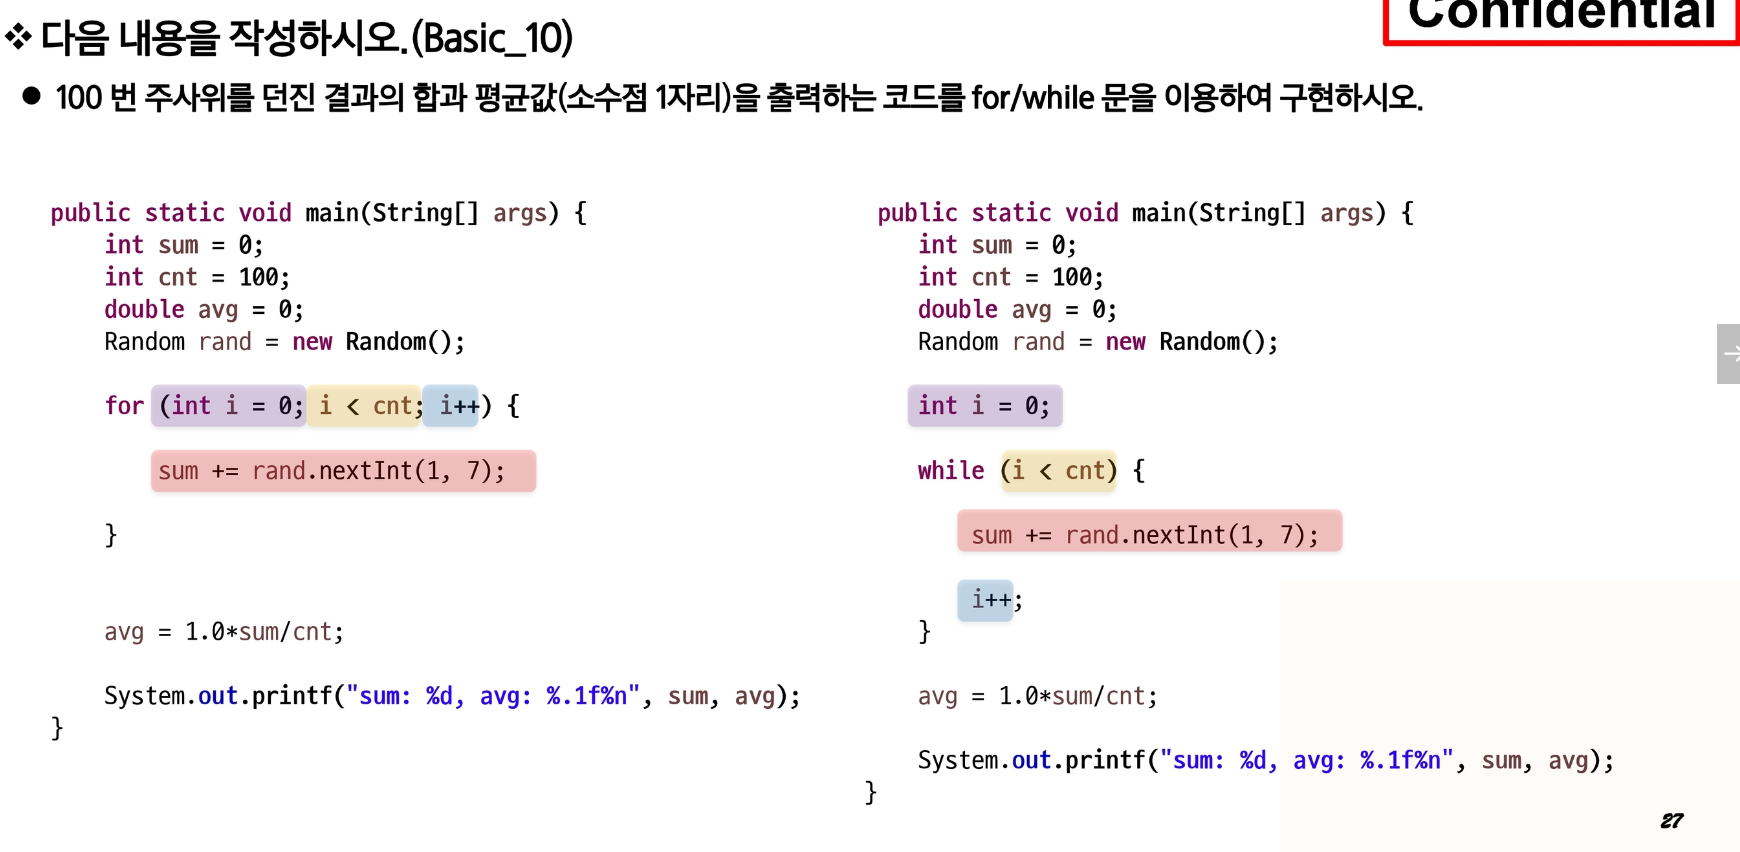 Confidential
❖ 다음 내용을 작성하시오.(Basic_10)
● 100 번 주사위를 던진 결과의 합과 평균값(소수점 1자리)을 출력하는 코드를 for/while 문을 이용하여 구현하시오.
public static void main(String[] args) {
int sum = 0;
int cnt = 100;
double avg = 0;
Random rand = new Random();
for (int i = 0; i < cnt; i++) {
sum += rand.nextInt(1, 7);
}
avg = 1.0*sum/cnt;
System.out.printf("sum: %d, avg: %.1f%n", sum, avg);
}
public static void main(String[] args) {
int sum = 0;
int cnt = 100;
double avg = 0;
Random rand = new Random();
int i = 0;
while (i < cnt) {
sum += rand.nextInt(1, 7);
i++;
}
avg = 1.0*sum/cnt;
System.out.printf("sum: %d, avg: %.1f%n", sum, avg);
}
27